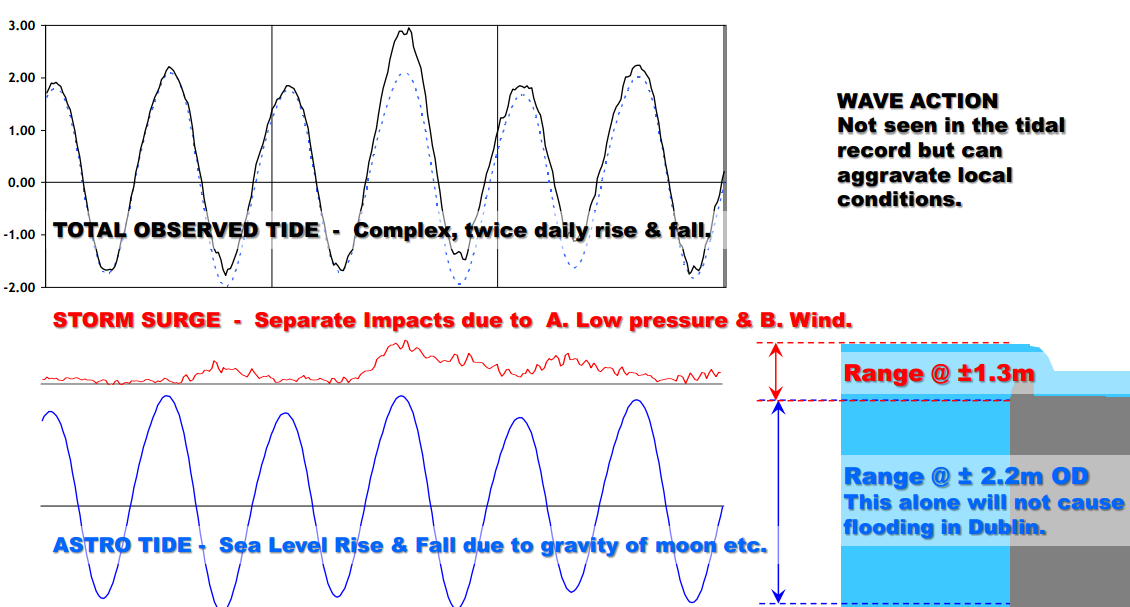 3.00
2.00
1.00
0.00
-1.00
-2.00
TOTAL OBSERVED TIDE - Complex, twice daily rise & fall.
WAVE ACTION
Not seen in the tidal
record but can
aggravate local
conditions.
STORM SURGE - Separate Impacts due to A. Low pressure & B. Wind.
Range @ ±1.3m
Range @ ± 2.2m OD
This alone will not cause
flooding in Dublin.
ASTRO TIDE - Sea Level Rise & Fall due to gravity of moon etc.